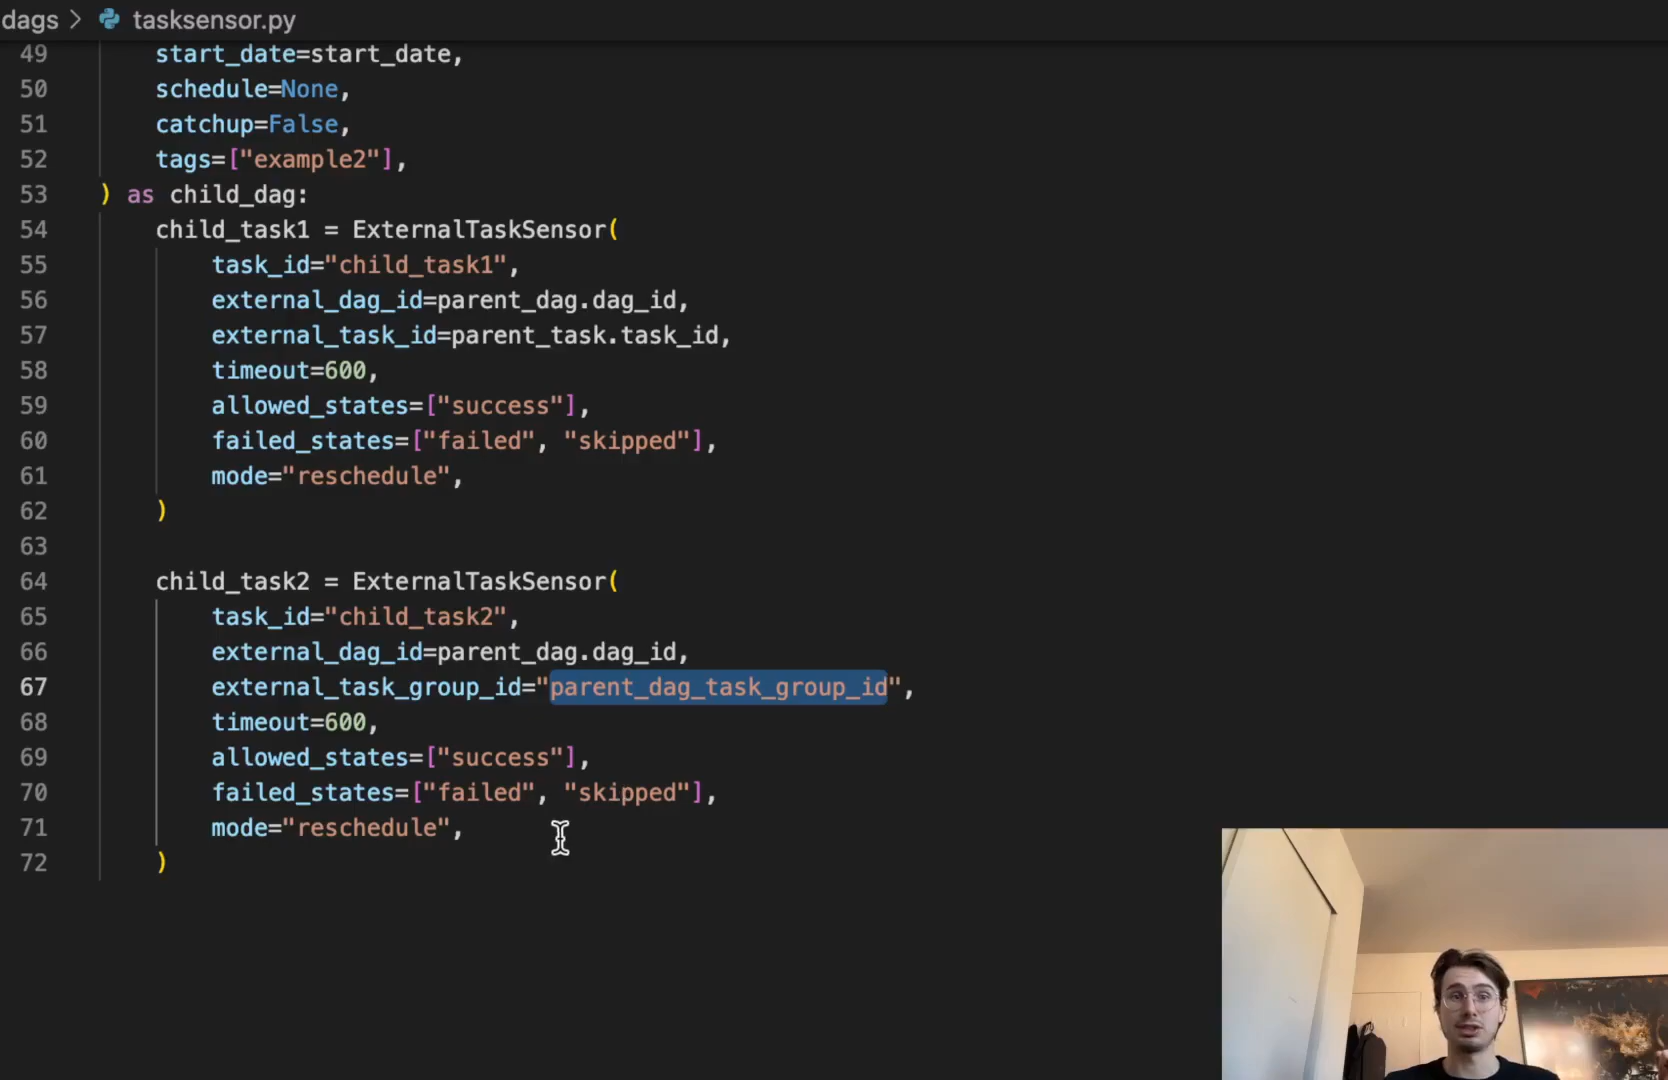 dags > tasksensor.py
49 start_date=start_date,
50 schedule=None,
51 catchup=False,
52 tags=["example2"],
53 ) as child_dag:
54 child_task1 = ExternalTaskSensor(
55 task_id="child_task1",
56 external_dag_id=parent_dag.dag_id,
57 external_task_id=parent_task.task_id,
58 timeout=600,
59 allowed_states=["success"],
60 failed_states=["failed", "skipped"],
61 mode="reschedule",
62 )
63
64 child_task2 = ExternalTaskSensor(
65 task_id="child_task2",
66 external_dag_id=parent_dag.dag_id,
67 external_task_group_id="parent_dag_task_group_id",
68 timeout=600,
69 allowed_states=["success"],
70 failed_states=["failed", "skipped"],
71 mode="reschedule",
72 )